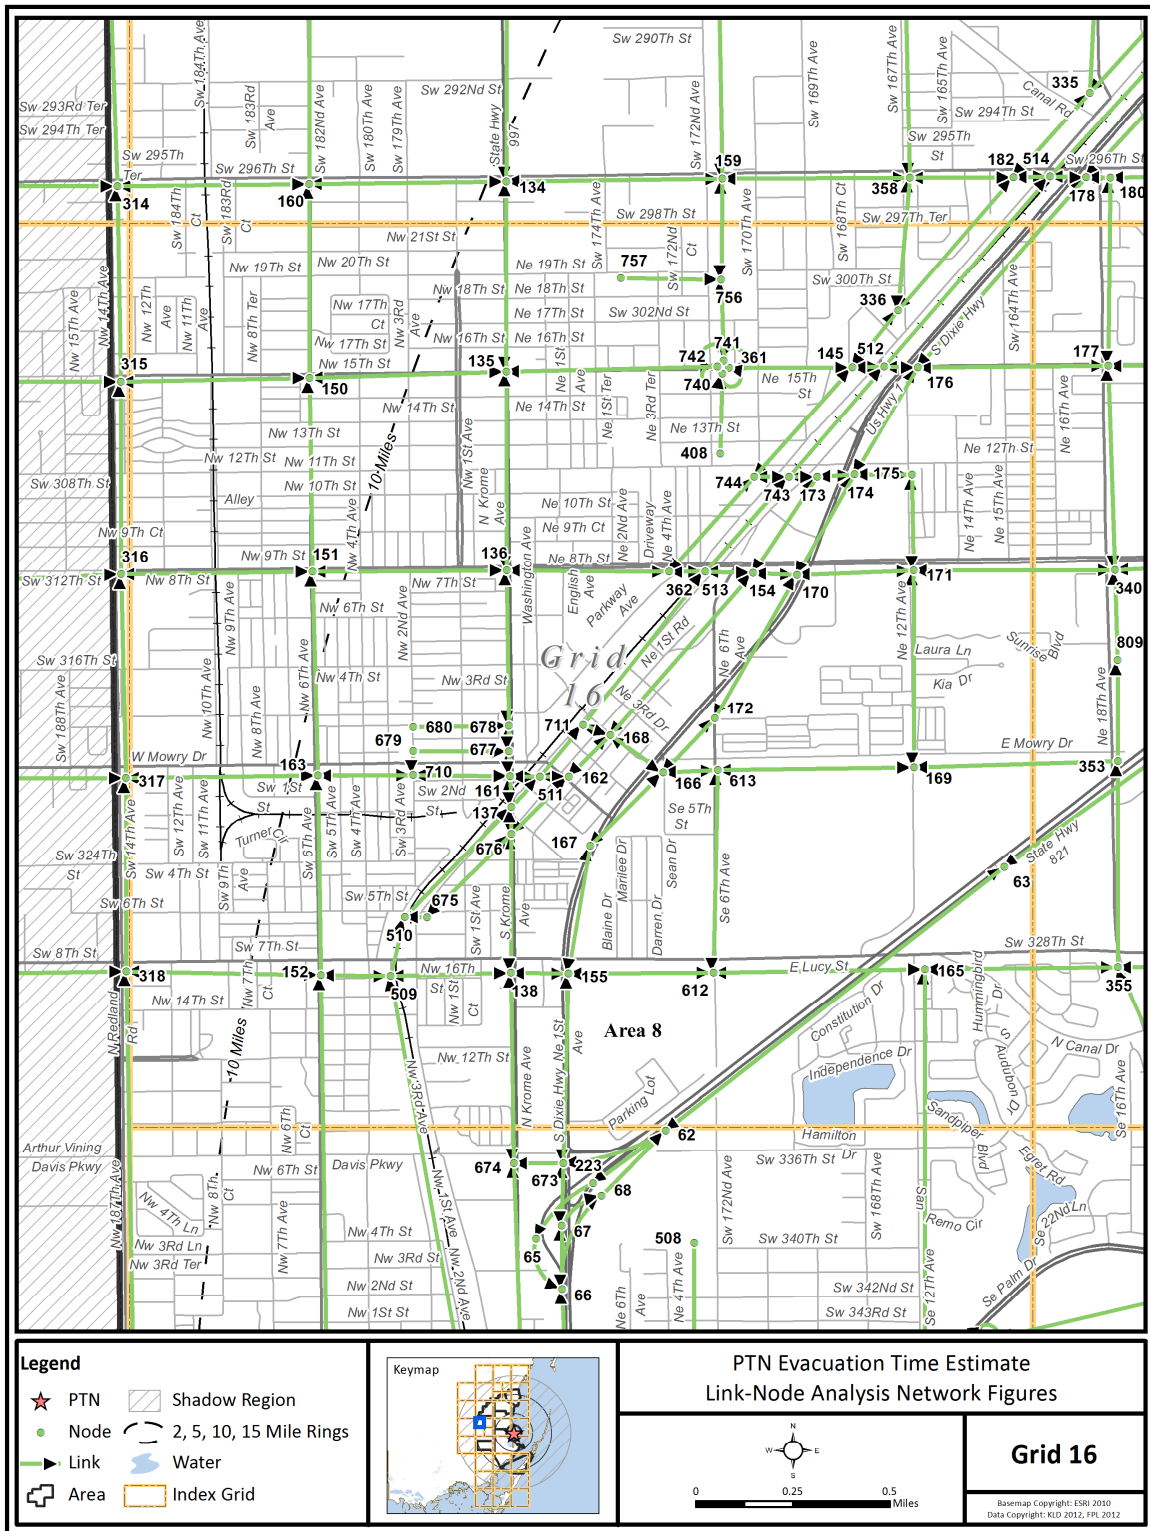 Sw 290Th St
Sw 184Th Ave
Sw 183Rd Ave
Sw 182Nd Ave
Sw 180Th Ave
Sw 179Th Ave
Sw 292Nd St
State Hwy 997
Sw 172Nd Ave
Sw 169Th Ave
Sw 167Th Ave
Sw 165Th Ave
335
Canal Rd
Sw 294Th St
Sw 293Rd Ter
Sw 294Th Ter
Sw 295Th Ter
Sw 295Th St
Sw 296Th St
159
182
514
Sw 296Th St
314
160
134
358
178
180
Sw 184Th Ct
Sw 183Rd Ct
Sw 174Th Ave
Sw 298Th St
Sw 172Nd Ct
Sw 170Th Ave
Sw 168Th Ct
Sw 297Th Ter
Nw 21St St
Nw 20Th St
Nw 19Th St
Ne 19Th St
757
Sw 300Th St
Nw 14Th Ave
Nw 15Th Ave
Nw 12Th Ave
Nw 11Th Ave
Nw 8Th Ter
Nw 18Th St
Ne 18Th St
756
336
Nw 17Th Ct
Nw 3Rd Ave
Ne 17Th St
Sw 302Nd St
S Dixie Hwy
Sw 164Th Ave
Nw 17Th St
Nw 16Th St
Ne 16Th St
741
315
Nw 15Th St
135
Ne 1St Ave
742
361
145
512
177
150
740
Ne 15Th St
176
Nw 14Th St
Ne 14Th St
Ne 1St Ter
Ne 3Rd Ter
Us Hwy 1
Ne 16Th Ave
Nw 13Th St
Ne 13Th St
Nw 12Th St
Nw 11Th St
10 Miles
Nw 1St Ave
408
Ne 12Th St
Sw 308Th St
Nw 10Th St
744
743
173
174
175
Alley
Nw 4Th Ave
N Krome Ave
Ne 10Th St
Ne 2Nd Ave
Driveway
Ne 4Th Ave
Ne 14Th Ave
Ne 15Th Ave
Nw 9Th Ct
Ne 9Th Ct
316
Nw 9Th St
151
136
Ne 8Th St
Sw 312Th St
Nw 8Th St
Nw 7Th St
362
513
154
170
171
340
Nw 9Th Ave
Nw 2Nd Ave
Washington Ave
English Ave
Parkway Ave
Nw 6Th St
Ne 1St Rd
Ne 6Th Ave
Ne 12Th Ave
Laura Ln
Sunrise Blvd
809
Sw 316Th St
Grid 16
Nw 10Th Ave
Nw 6Th Ave
Nw 4Th St
Nw 3Rd St
Kia Dr
Sw 188Th Ave
Nw 8Th Ave
Ne 3Rd Dr
Ne 18Th Ave
680
678
711
168
172
679
677
W Mowry Dr
163
710
E Mowry Dr
317
161
511
162
166
613
169
353
Sw 1St St
Sw 2Nd St
137
Sw 14Th Ave
Sw 12Th Ave
Sw 11Th Ave
Turner Cir
Sw 6Th Ave
Sw 5Th Ave
Sw 4Th Ave
Sw 3Rd Ave
676
167
Se 5Th St
State Hwy 821
Sw 324Th St
Sw 4Th St
Sw 9Th Ave
63
Sw 5Th St
675
Sw 1St Ave
S Krome Ave
Blaine Dr
Marilee Dr
Darren Dr
Sean Dr
Se 6Th Ave
Sw 6Th St
510
Sw 8Th St
Sw 7Th St
Sw 328Th St
318
152
Nw 16Th St
509
138
155
612
E Lucy St
165
355
N Redland Rd
Nw 14Th St
Nw 7Th Ct
Nw 1St Ct
Hummingbird Dr
Constitution Dr
Area 8
10 Miles
Nw 12Th St
Nw 3Rd Ave
N Krome Ave
S Dixie Hwy
Ne 1St Ave
S Audubon Dr
N Canal Dr
Independence Dr
Parking Lot
Sandpiper Blvd
Se 16Th Ave
Nw 6Th Ct
62
Hamilton Dr
Arthur Vining Davis Pkwy
Davis Pkwy
674
223
Sw 336Th St
Egret Rd
Nw 6Th St
673
68
Nw 187Th Ave
Nw 8Th Ct
Nw 4Th Ln
Nw 7Th Ave
Nw 1St Ave
Sw 172Nd Ave
Sw 168Th Ave
San
Remo Cir
Se 22Nd Ln
Nw 4Th St
67
508
Sw 340Th St
Nw 3Rd Ln
Nw 3Rd St
65
Nw 3Rd Ter
Nw 2Nd Ave
Se Palm Dr
Nw 2Nd St
66
Sw 342Nd St
Nw 1St St
Ne 6Th Ave
Ne 4Th Ave
Sw 343Rd St
Se 12Th Ave
Legend
PTN
Shadow Region
Node
2, 5, 10, 15 Mile Rings
Link
Water
Area
Index Grid
Keymap
PTN Evacuation Time Estimate
Link-Node Analysis Network Figures
N
W
E
S
0
0.25
0.5
Miles
Grid 16
Basemap Copyright: ESRI 2010
Data Copyright: KLD 2012, FPL 2012